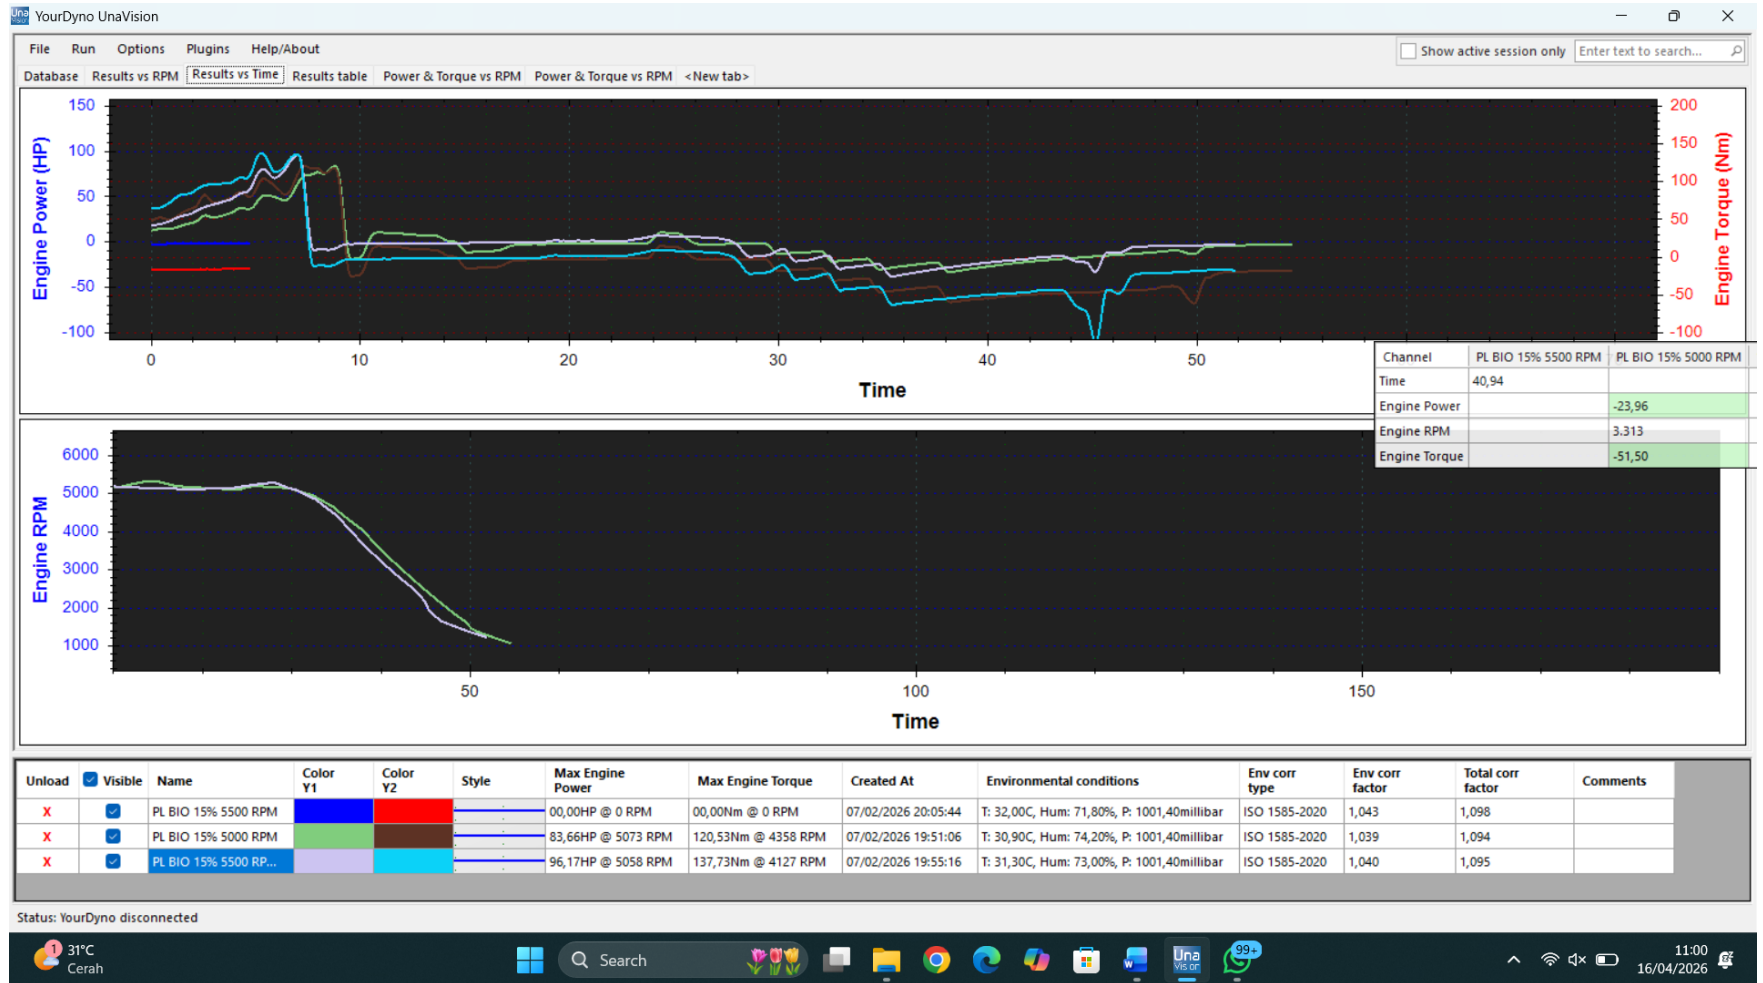 Una Vision YourDyno UnaVision
File Run Options Plugins Help/About
Show active session only Enter text to search...
Database Results vs RPM Results vs Time Results table Power & Torque vs RPM Power & Torque vs RPM <New tab>
Engine Power (HP)
150
100
50
0
-50
-100
200
150
100
50
0
-50
-100
Engine Torque (Nm)
0 10 20 30 40 50
Time
Channel PL BIO 15% 5500 RPM PL BIO 15% 5000 RPM
Time 40,94
Engine Power -23,96
Engine RPM 3.313
Engine Torque -51,50
Engine RPM
6000
5000
4000
3000
2000
1000
50 100 150
Time
Unload Visible Name Color Y1 Color Y2 Style Max Engine Power Max Engine Torque Created At Environmental conditions Env corr type Env corr factor Total corr factor Comments
X PL BIO 15% 5500 RPM 00,00HP @ 0 RPM 00,00Nm @ 0 RPM 07/02/2026 20:05:44 T: 32,00C, Hum: 71,80%, P: 1001,40millibar ISO 1585-2020 1,043 1,098
X PL BIO 15% 5000 RPM 83,66HP @ 5073 RPM 120,53Nm @ 4358 RPM 07/02/2026 19:51:06 T: 30,90C, Hum: 74,20%, P: 1001,40millibar ISO 1585-2020 1,039 1,094
X PL BIO 15% 5500 RP... 96,17HP @ 5058 RPM 137,73Nm @ 4127 RPM 07/02/2026 19:55:16 T: 31,30C, Hum: 73,00%, P: 1001,40millibar ISO 1585-2020 1,040 1,095
Status: YourDyno disconnected
1 31°C
Cerah
Search
W
Una Vision
99+
11:00
16/04/2026